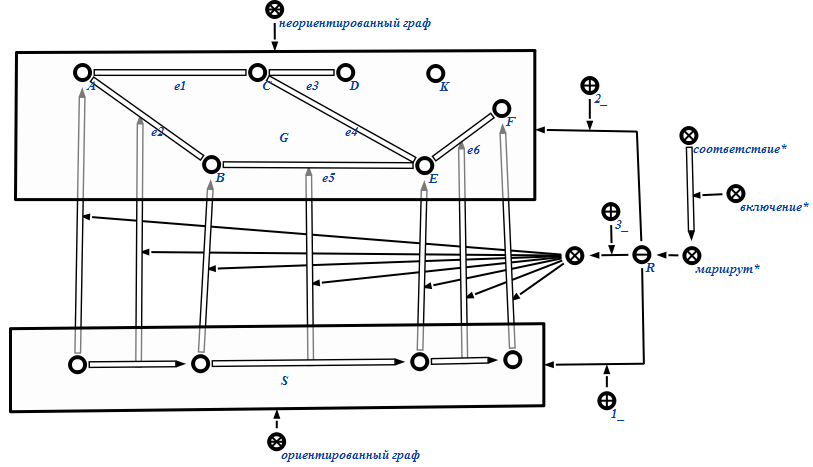 неориентированный граф
A
e1
C
e3
D
K
2_
e2
G
e4
F
e6
соответствие*
B
e5
E
включение*
3_
R
маршрут*
S
1_
ориентированный граф